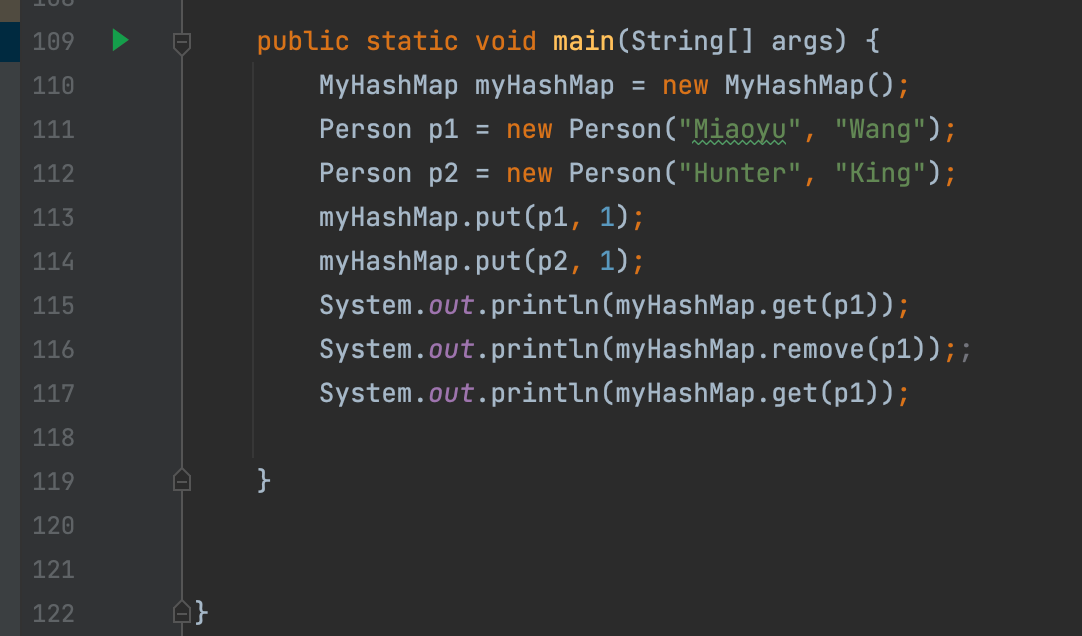 109 public static void main(String[] args) {
110 MyHashMap myHashMap = new MyHashMap();
111 Person p1 = new Person("Miaoyu", "Wang");
112 Person p2 = new Person("Hunter", "King");
113 myHashMap.put(p1, 1);
114 myHashMap.put(p2, 1);
115 System.out.println(myHashMap.get(p1));
116 System.out.println(myHashMap.remove(p1));;
117 System.out.println(myHashMap.get(p1));
118
119 }
120
121
122 }